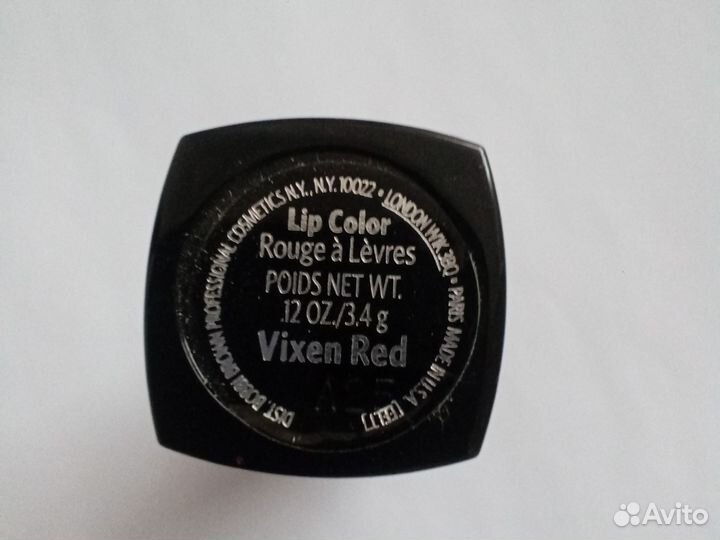 DIST. BOBBI BROWN PROFESSIONAL COSMETICS N.Y., N.Y. 10022 • LONDON W1K 3BQ • PARIS MADE IN U.S.A.
Lip Color
Rouge à Lèvres
POIDS NET WT.
.12 OZ./3.4 g
Vixen Red
Avito